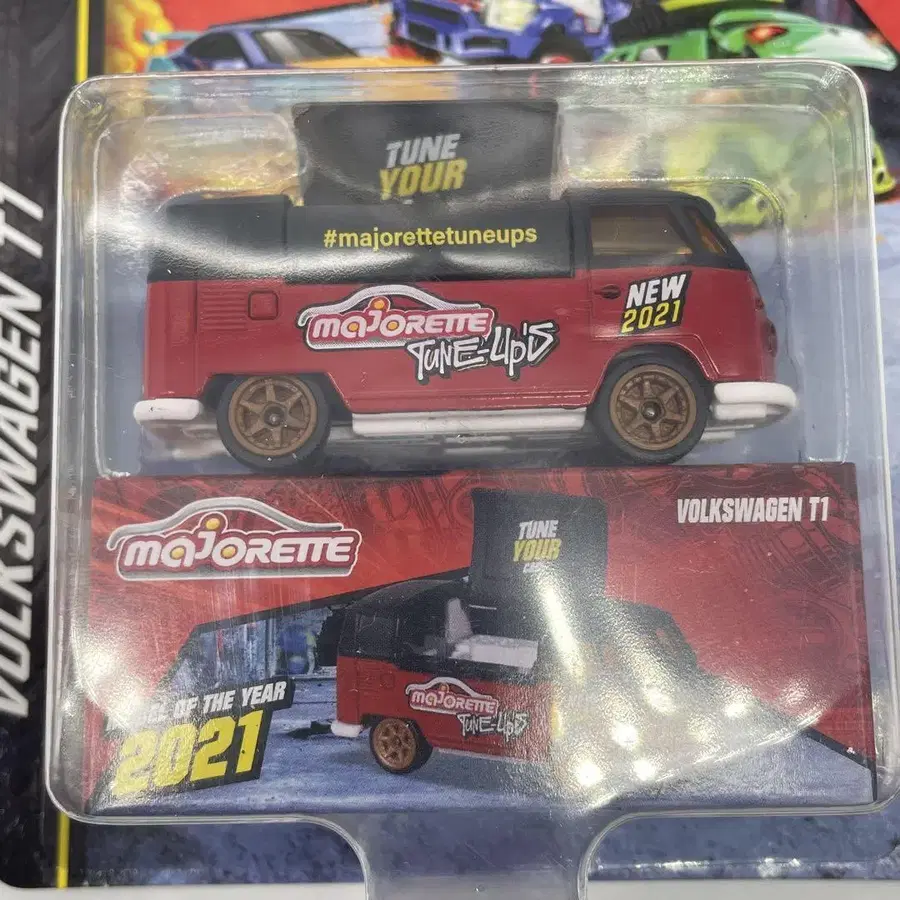 VOLKSWAGEN T1
TUNE
YOUR
#majorettetuneups
NEW
2021
MAJORETTE
TUNE-UP'S
MAJORETTE
VOLKSWAGEN T1
TUNE
YOUR
MAJORETTE
TUNE-UP'S
OF THE YEAR
2021